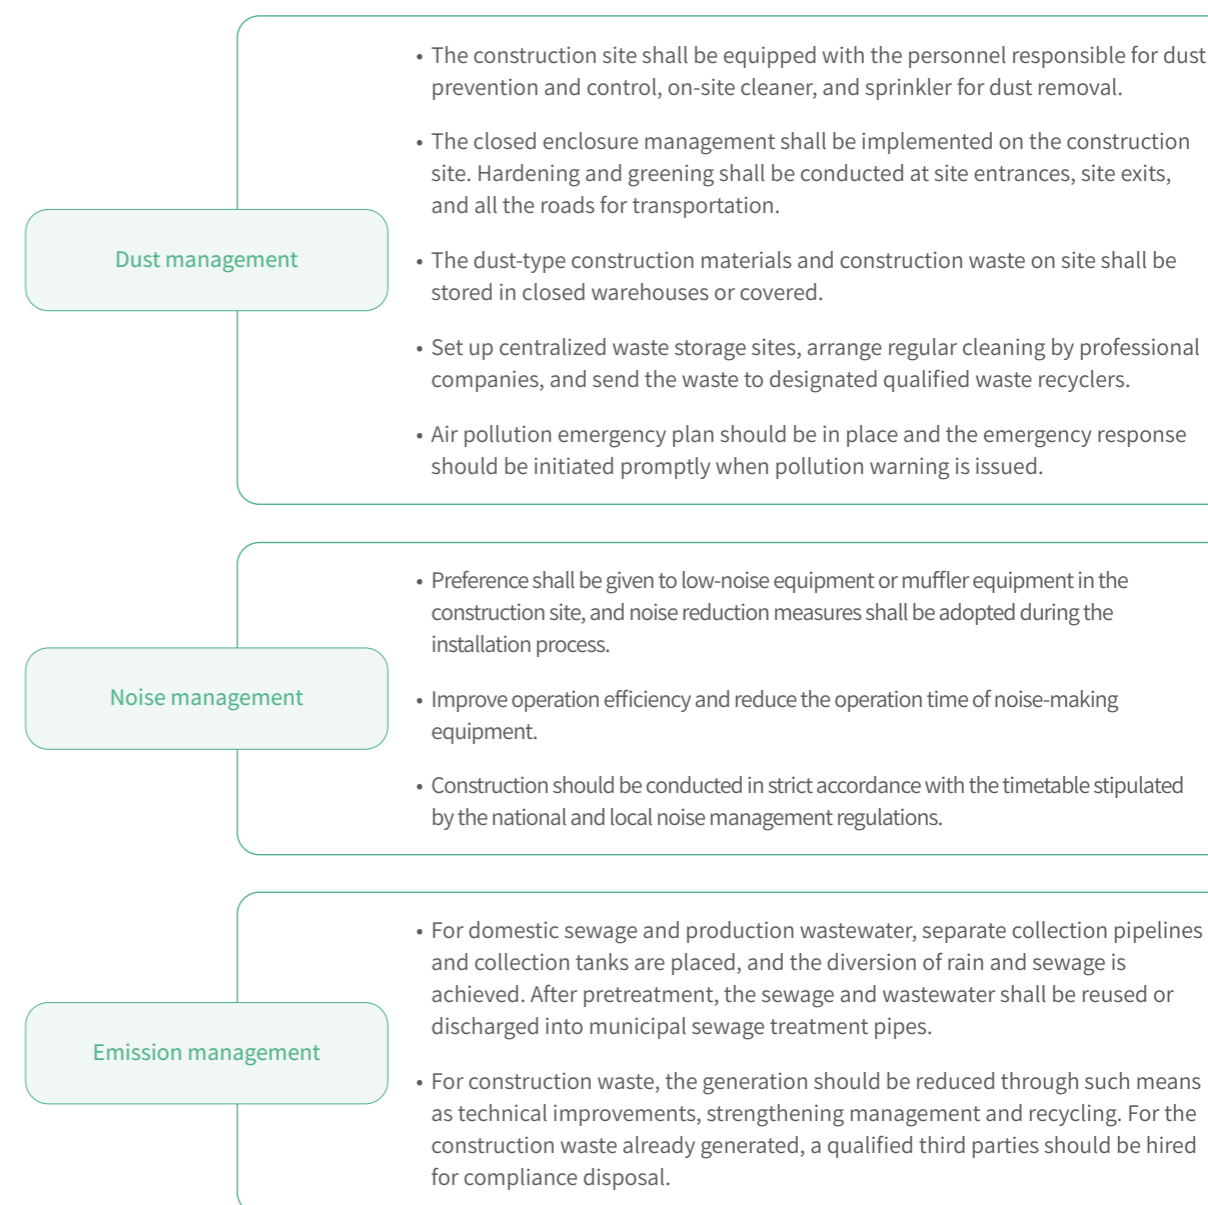 • The construction site shall be equipped with the personnel responsible for dust
prevention and control, on-site cleaner, and sprinkler for dust removal.
• The closed enclosure management shall be implemented on the construction
site. Hardening and greening shall be conducted at site entrances, site exits,
and all the roads for transportation.
Dust management
• The dust-type construction materials and construction waste on site shall be
stored in closed warehouses or covered.
• Set up centralized waste storage sites, arrange regular cleaning by professional
companies, and send the waste to designated qualified waste recyclers.
• Air pollution emergency plan should be in place and the emergency response
should be initiated promptly when pollution warning is issued.
• Preference shall be given to low-noise equipment or muffler equipment in the
construction site, and noise reduction measures shall be adopted during the
installation process.
Noise management
• Improve operation efficiency and reduce the operation time of noise-making
equipment.
• Construction should be conducted in strict accordance with the timetable stipulated
by the national and local noise management regulations.
• For domestic sewage and production wastewater, separate collection pipelines
and collection tanks are placed, and the diversion of rain and sewage is
achieved. After pretreatment, the sewage and wastewater shall be reused or
discharged into municipal sewage treatment pipes.
Emission management
• For construction waste, the generation should be reduced through such means
as technical improvements, strengthening management and recycling. For the
construction waste already generated, a qualified third parties should be hired
for compliance disposal.